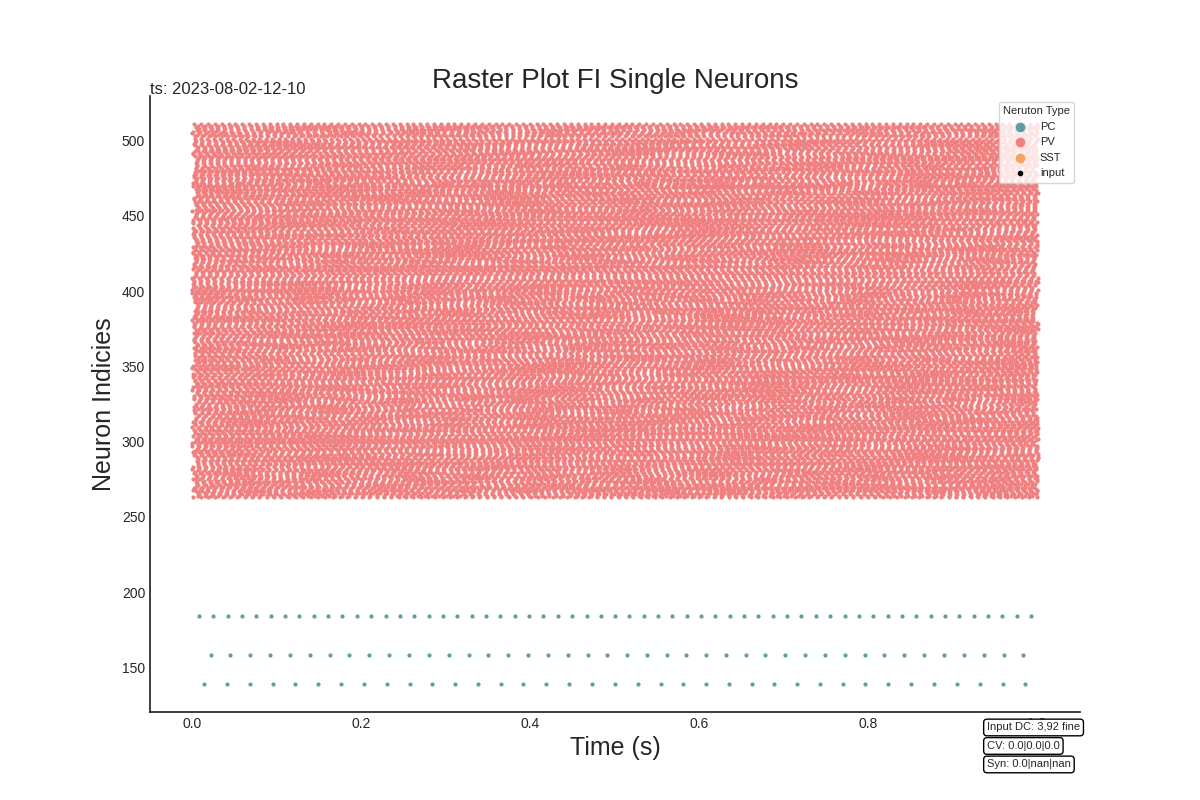 Raster Plot FI Single Neurons
ts: 2023-08-02-12-10
Neruton Type
PC
PV
SST
input
500
450
400
350
300
250
200
150
Neuron Indicies
0.0 0.2 0.4 0.6 0.8
Time (s)
Input DC: 3,92 fine
CV: 0.0|0.0|0.0
Syn: 0.0|nan|nan